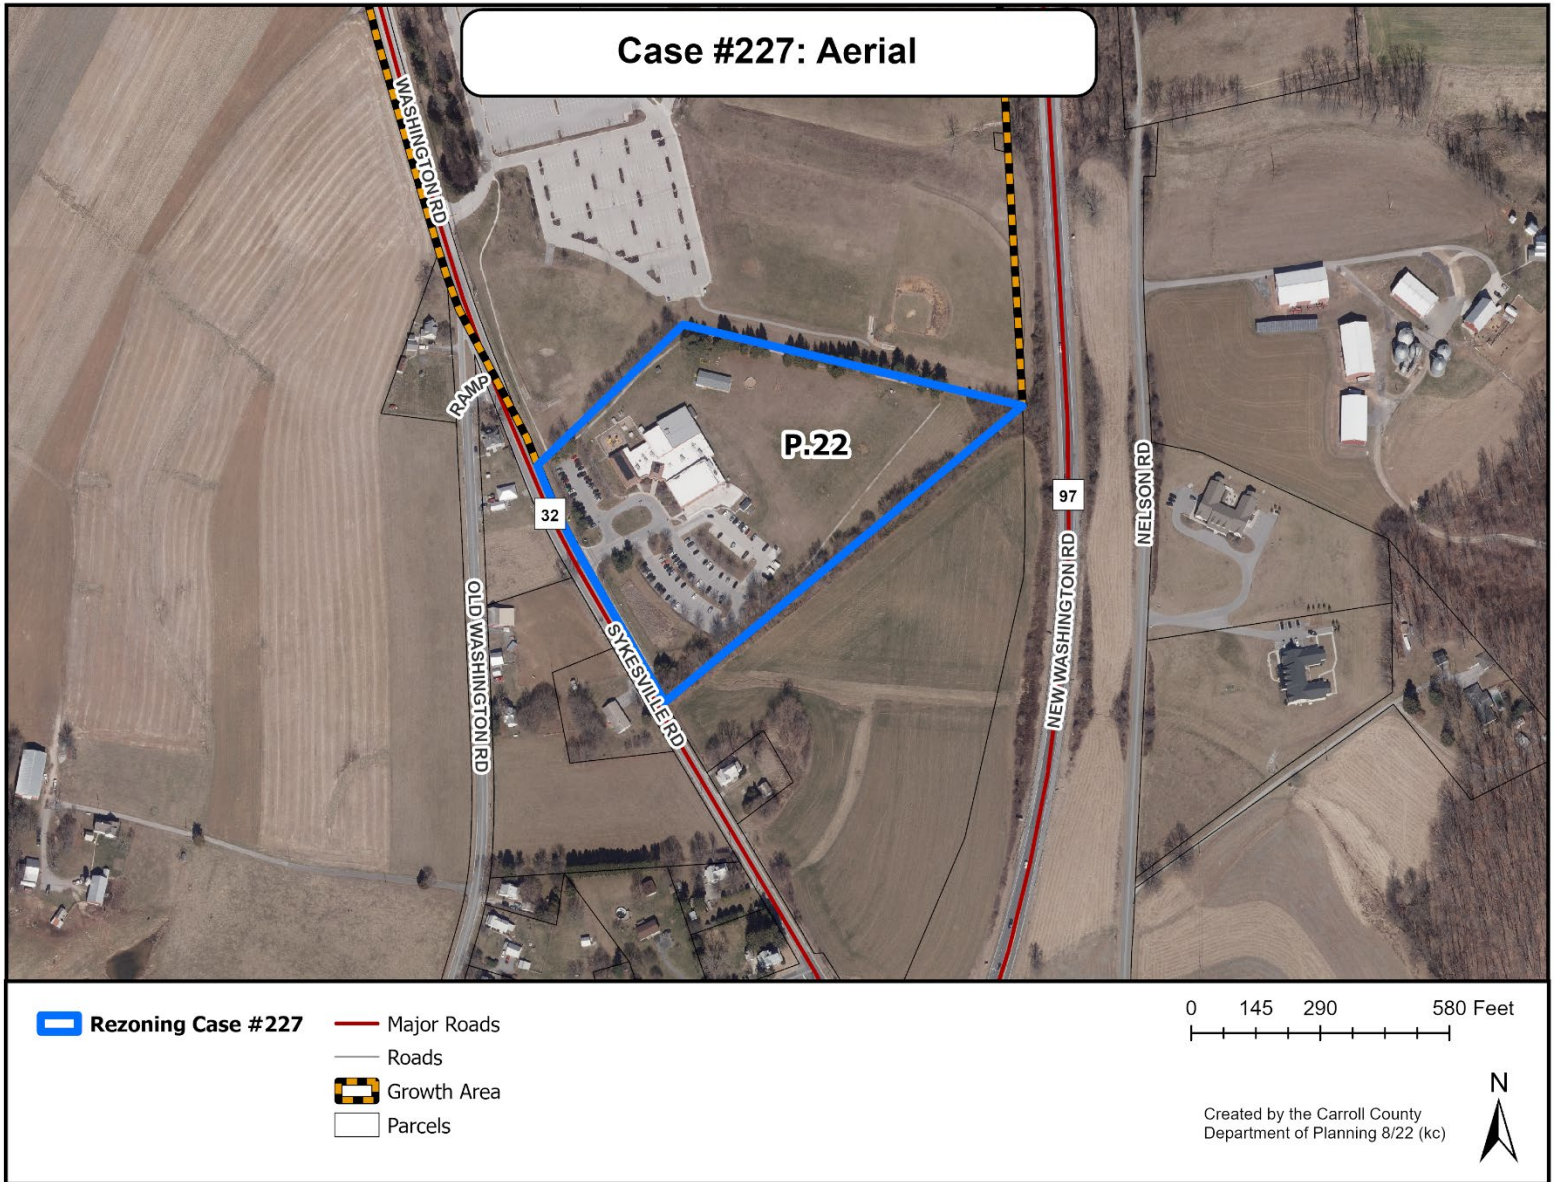 Case #227: Aerial
WASHINGTON RD
RAMP
P.22
32
97
NELSON RD
OLD WASHINGTON RD
SYKESVILLE RD
NEW WASHINGTON RD
Rezoning Case #227
Major Roads
Roads
Growth Area
Parcels
0 145 290 580 Feet
N
Created by the Carroll County
Department of Planning 8/22 (kc)